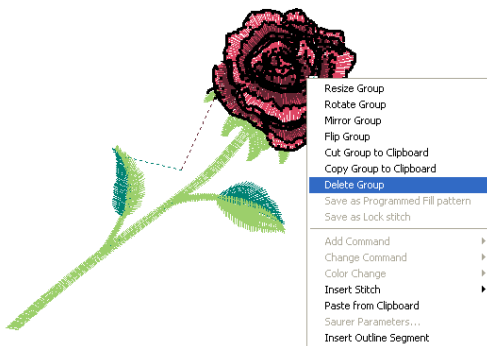 Resize Group
Rotate Group
Mirror Group
Flip Group
Cut Group to Clipboard
Copy Group to Clipboard
Delete Group
Save as Programmed Fill pattern
Save as Lock stitch
Add Command
Change Command
Color Change
Insert Stitch
Paste from Clipboard
Saurer Parameters...
Insert Outline Segment